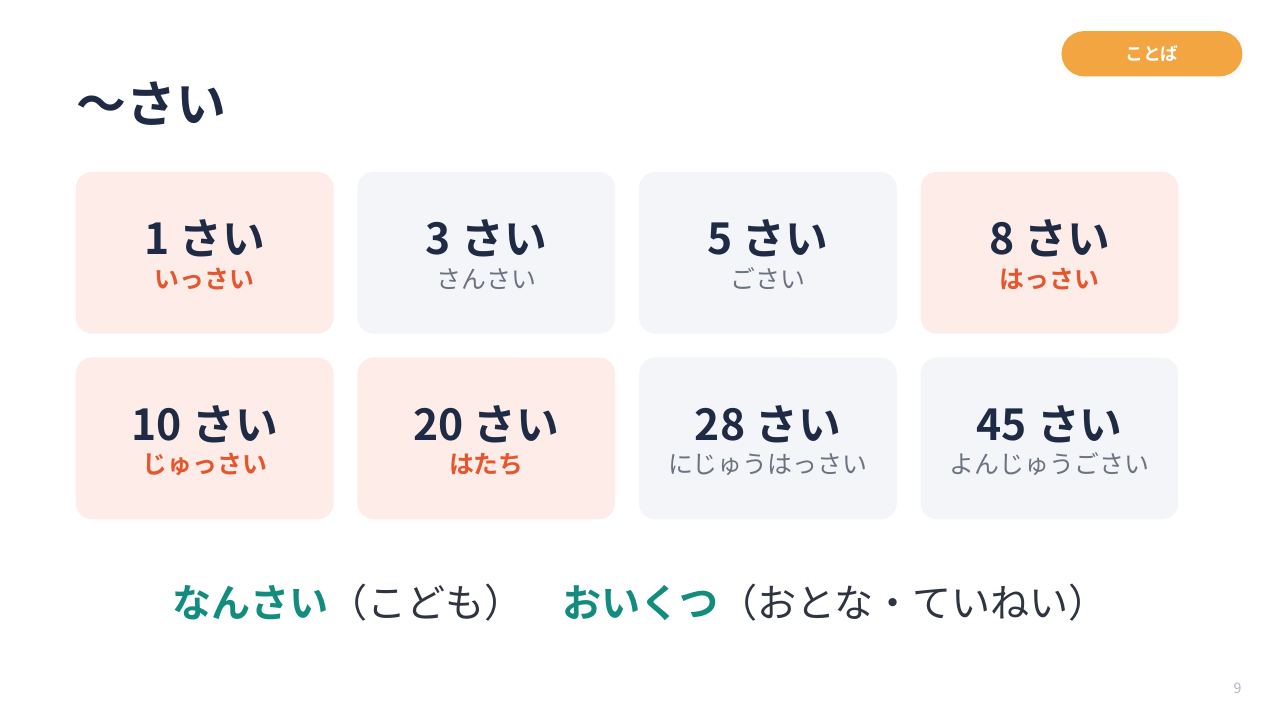 ことば
〜さい
1 さい
いっさい
3 さい
さんさい
5 さい
ごさい
8 さい
はっさい
10 さい
じゅっさい
20 さい
はたち
28 さい
にじゅうはっさい
45 さい
よんじゅうごさい
なんさい（こども）　おいくつ（おとな・ていねい）
9